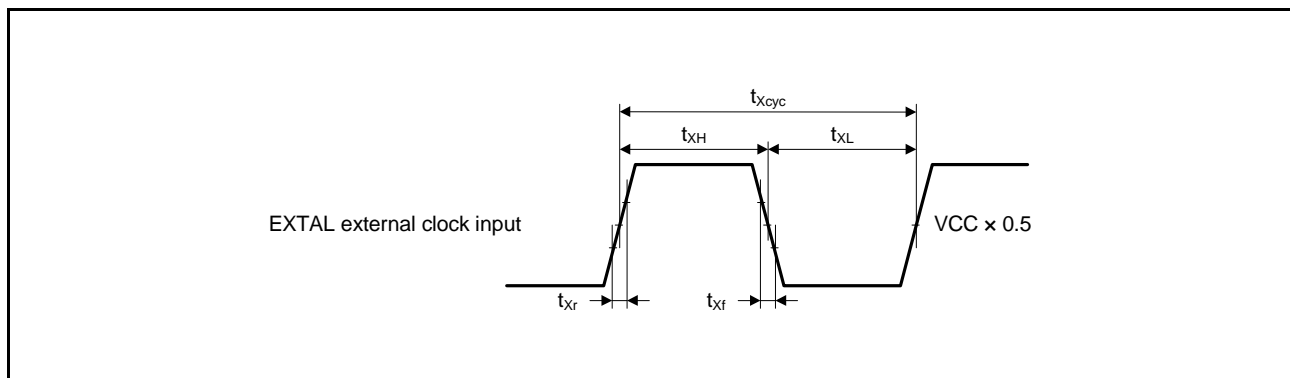 tXcyc
tXH
tXL
EXTAL external clock input
VCC × 0.5
tXr
tXf